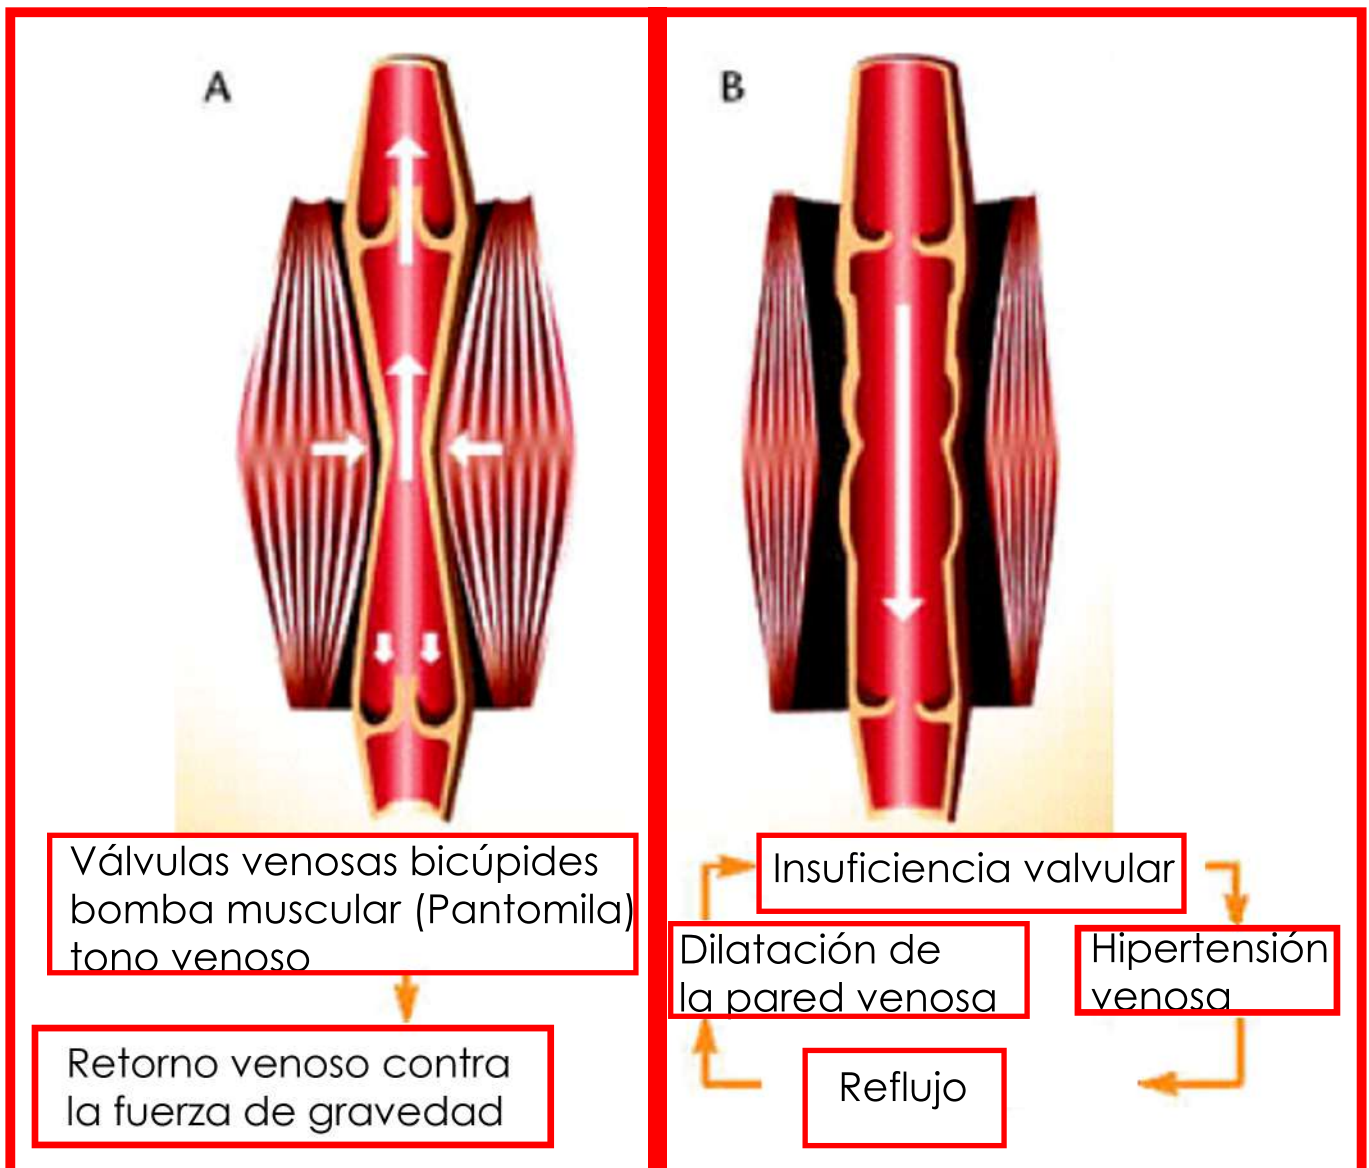 A
B
Válvulas venosas bicúpides
bomba muscular (Pantomila)
tono venoso
Retorno venoso contra
la fuerza de gravedad
Insuficiencia valvular
Dilatación de
la pared venosa
Hipertensión
venosa
Reflujo